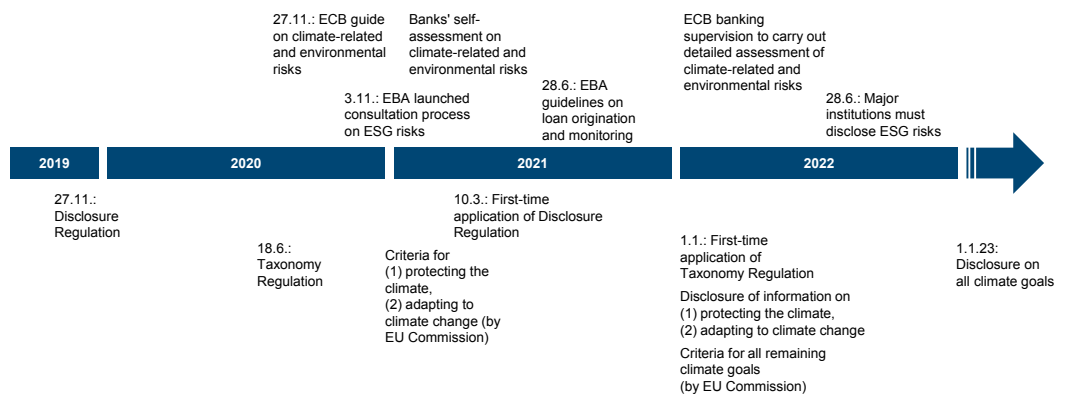 27.11.: ECB guide
on climate-related
and environmental
risks
Banks' self-
assessment on
climate-related and
environmental risks
ECB banking
supervision to carry out
detailed assessment of
climate-related and
environmental risks
3.11.: EBA launched
consultation process
on ESG risks
28.6.: EBA
guidelines on
loan origination
and monitoring
28.6.: Major
institutions must
disclose ESG risks
2019
2020
2021
2022
27.11.:
Disclosure
Regulation
18.6.:
Taxonomy
Regulation
10.3.: First-time
application of Disclosure
Regulation
Criteria for
(1) protecting the
climate,
(2) adapting to
climate change (by
EU Commission)
1.1.: First-time
application of
Taxonomy Regulation
Disclosure of information on
(1) protecting the climate,
(2) adapting to climate change
Criteria for all remaining
climate goals
(by EU Commission)
1.1.23:
Disclosure on
all climate goals